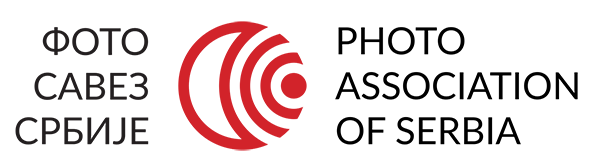 ФОТО
САВЕЗ
СРБИЈЕ
PHOTO
ASSOCIATION
OF SERBIA